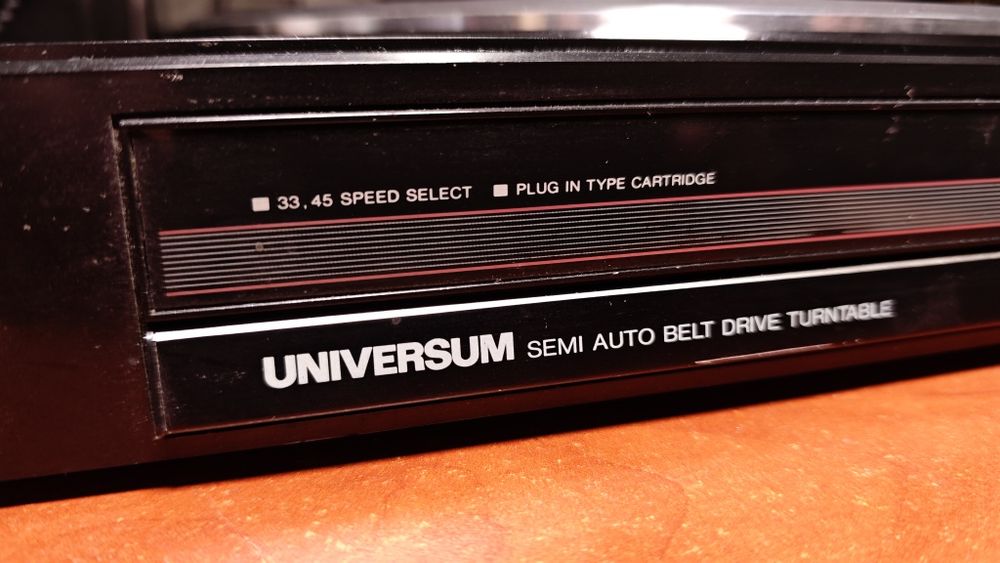 33, 45 SPEED SELECT PLUG IN TYPE CARTRIDGE
UNIVERSUM SEMI AUTO BELT DRIVE TURNTABLE